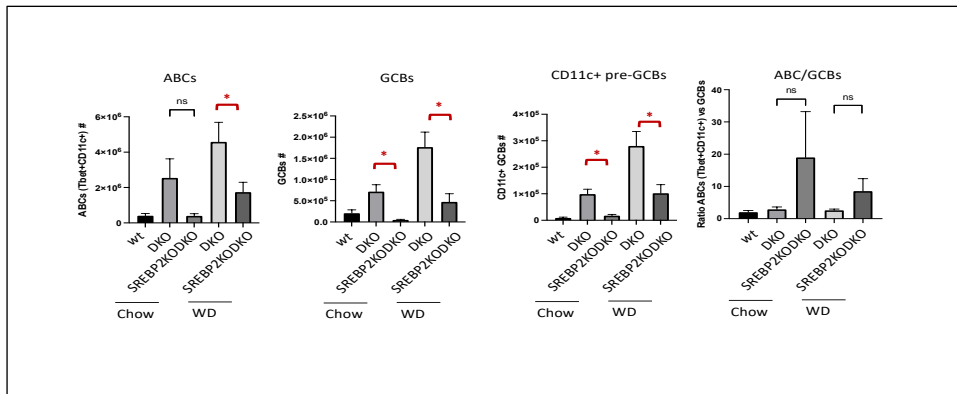 ABCs
ns
*
ABCs (Tbet+CD11c+) #
6×10⁶
4×10⁶
2×10⁶
0
wt
DKO
SREBP2KODKO
DKO
SREBP2KODKO
Chow
WD
GCBs
*
*
GCBs #
2.5×10⁶
2.0×10⁶
1.5×10⁶
1.0×10⁶
5.0×10⁵
0.0
wt
DKO
SREBP2KODKO
DKO
SREBP2KODKO
Chow
WD
CD11c+ pre-GCBs
*
*
CD11c+ GCBs #
4×10⁵
3×10⁵
2×10⁵
1×10⁵
0
wt
DKO
SREBP2KODKO
DKO
SREBP2KODKO
Chow
WD
ABC/GCBs
ns
ns
Ratio ABCs (Tbet+CD11c+) vs GCBs
40
30
20
10
0
wt
DKO
SREBP2KODKO
DKO
SREBP2KODKO
Chow
WD